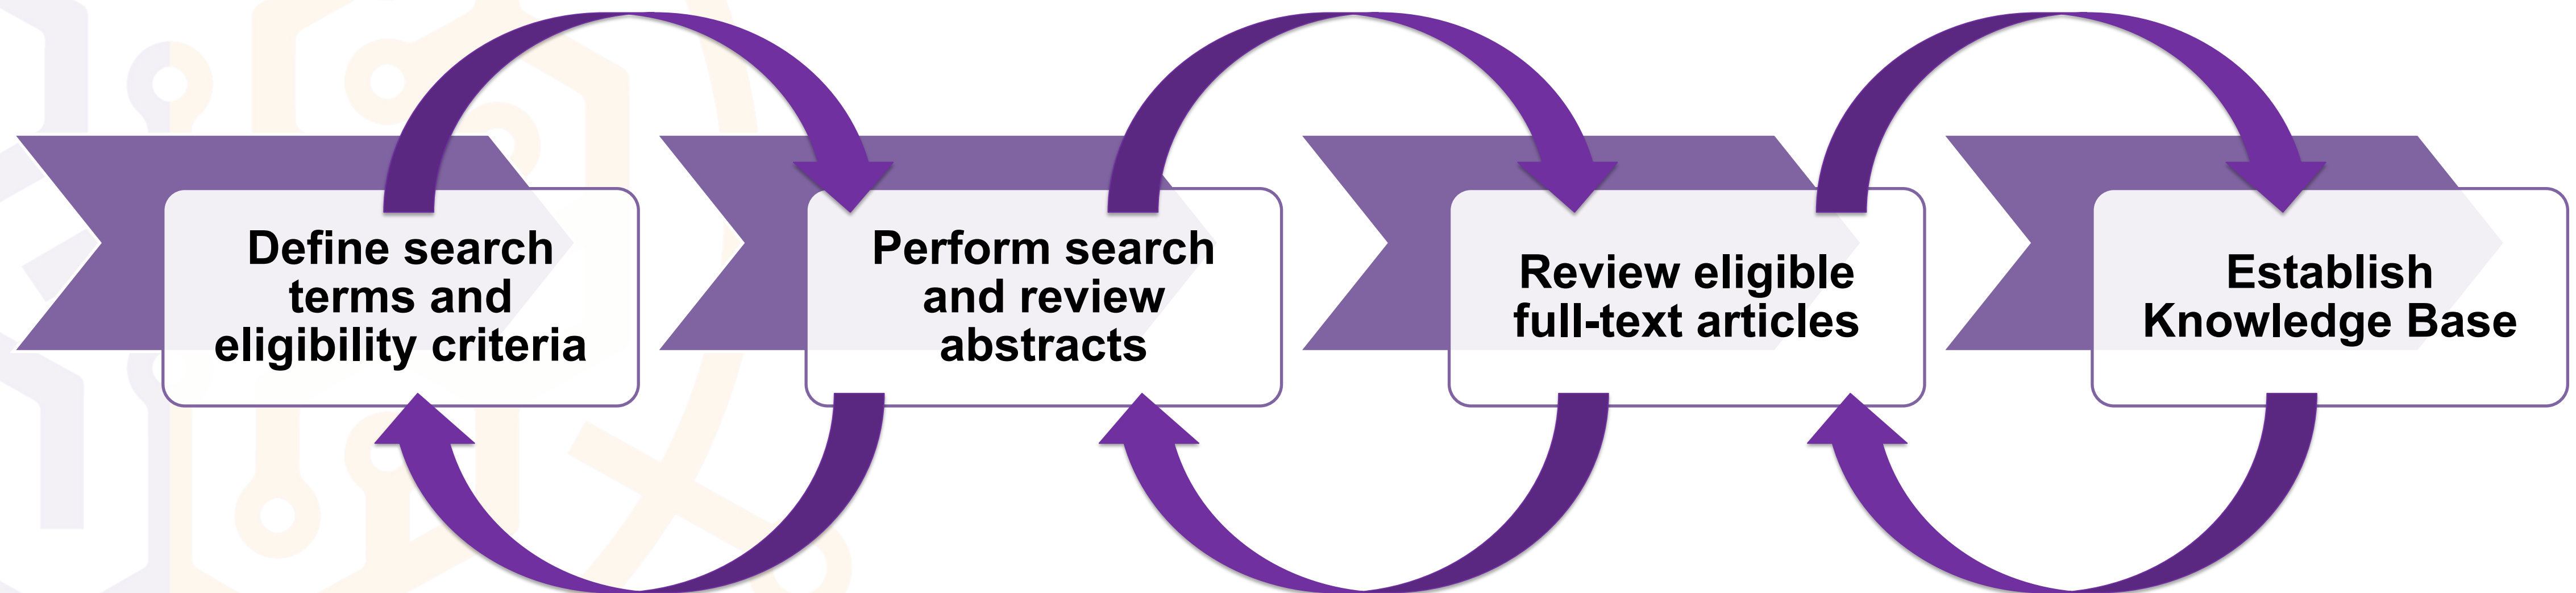 Define search
terms and
eligibility criteria
Perform search
and review
abstracts
Review eligible
full-text articles
Establish
Knowledge Base